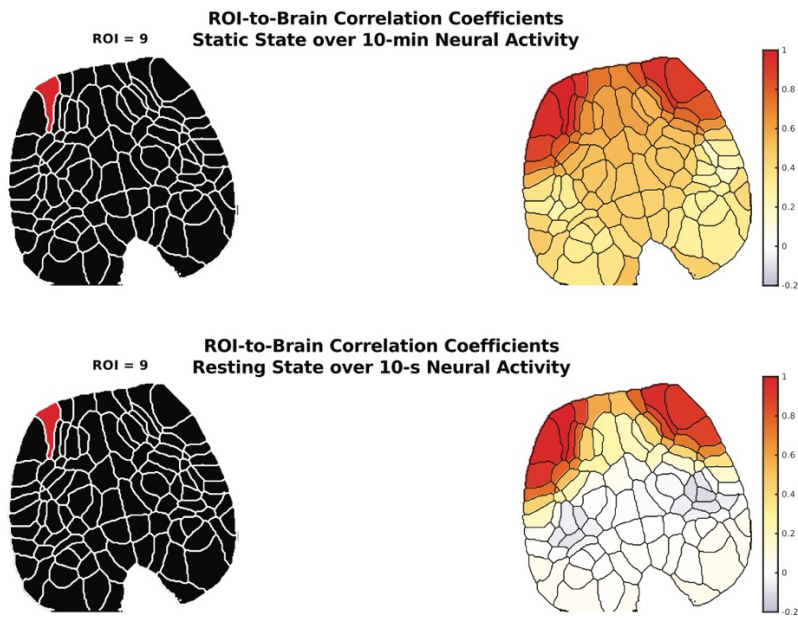 ROI-to-Brain Correlation Coefficients
ROI = 9
Static State over 10-min Neural Activity
1
0.8
0.6
0.4
0.2
0
-0.2
ROI-to-Brain Correlation Coefficients
ROI = 9
Resting State over 10-s Neural Activity
1
0.8
0.6
0.4
0.2
0
-0.2